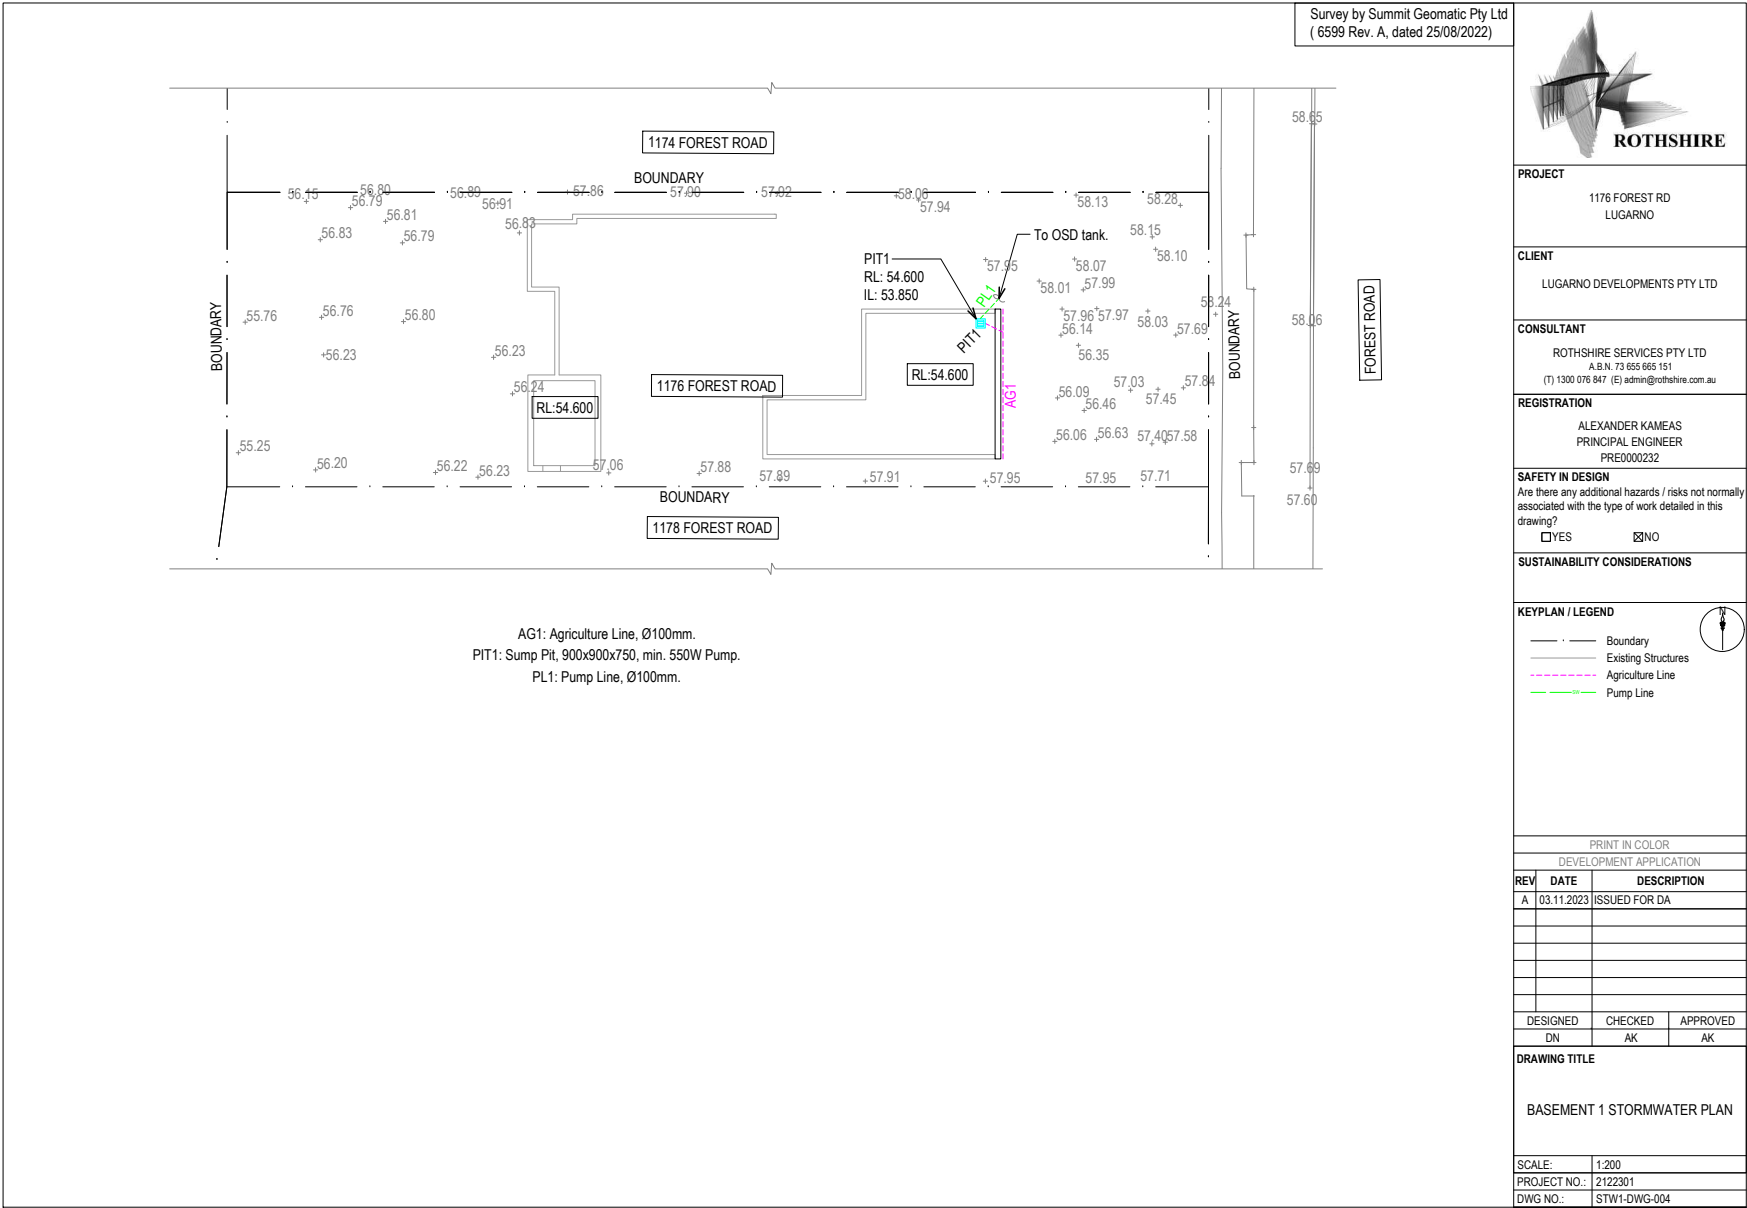 Survey by Summit Geomatic Pty Ltd
( 6599 Rev. A, dated 25/08/2022)
1174 FOREST ROAD
BOUNDARY
58.65
56.15
56.80
56.89
57.86
57.90
57.92
58.06
56.79
56.91
57.94
58.13
58.28
56.81
56.83
56.83
56.79
58.15
To OSD tank.
58.10
PIT1
RL: 54.600
IL: 53.850
57.95
58.07
58.01
57.99
PL1
58.24
BOUNDARY
55.76
56.76
56.80
57.96
57.97
58.03
57.69
58.06
56.14
PIT1
BOUNDARY
FOREST ROAD
56.23
56.23
56.35
RL:54.600
1176 FOREST ROAD
56.24
57.03
57.84
AG1
56.09
57.45
56.46
RL:54.600
55.25
56.06
56.63
57.40
57.58
56.20
56.22
56.23
57.06
57.88
57.89
57.91
57.95
57.95
57.71
57.69
57.60
BOUNDARY
1178 FOREST ROAD
AG1: Agriculture Line, Ø100mm.
PIT1: Sump Pit, 900x900x750, min. 550W Pump.
PL1: Pump Line, Ø100mm.
ROTHSHIRE
PROJECT
1176 FOREST RD
LUGARNO
CLIENT
LUGARNO DEVELOPMENTS PTY LTD
CONSULTANT
ROTHSHIRE SERVICES PTY LTD
A.B.N. 73 655 665 151
(T) 1300 076 847 (E) admin@rothshire.com.au
REGISTRATION
ALEXANDER KAMEAS
PRINCIPAL ENGINEER
PRE0000232
SAFETY IN DESIGN
Are there any additional hazards / risks not normally
associated with the type of work detailed in this
drawing?
YES NO
SUSTAINABILITY CONSIDERATIONS
KEYPLAN / LEGEND
N
Boundary
Existing Structures
Agriculture Line
Pump Line
PRINT IN COLOR
DEVELOPMENT APPLICATION
REV DATE DESCRIPTION
A 03.11.2023 ISSUED FOR DA
DESIGNED CHECKED APPROVED
DN AK AK
DRAWING TITLE
BASEMENT 1 STORMWATER PLAN
SCALE: 1:200
PROJECT NO.: 2122301
DWG NO.: STW1-DWG-004